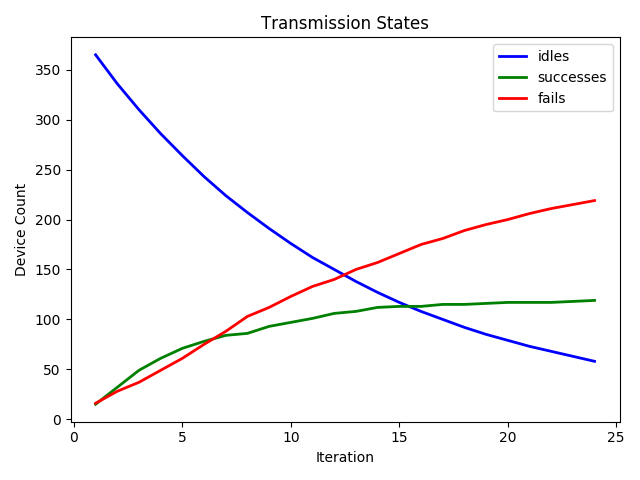 Transmission States
idles
successes
fails
Device Count
350
300
250
200
150
100
50
0
0 5 10 15 20 25
Iteration